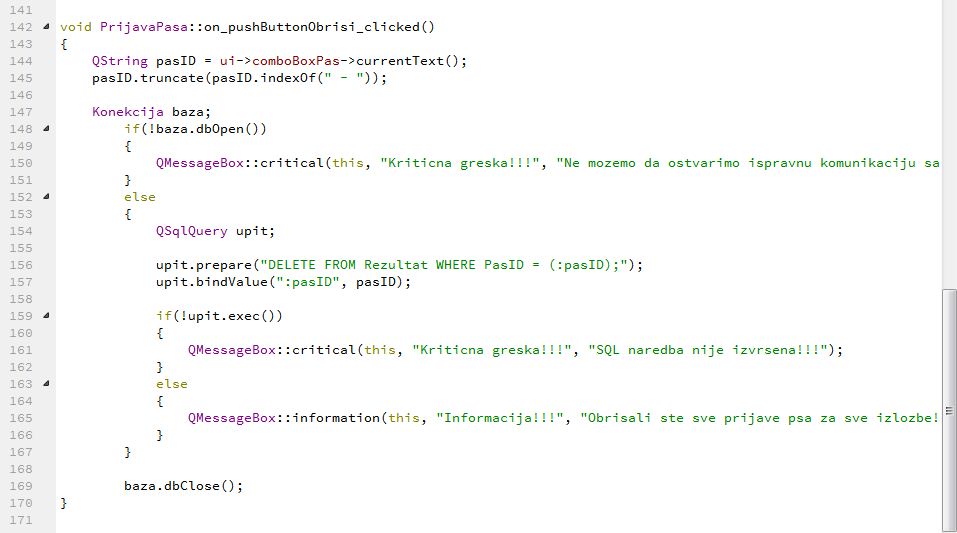 141
142 void PrijavaPasa::on_pushButtonObrisi_clicked()
143 {
144     QString pasID = ui->comboBoxPas->currentText();
145     pasID.truncate(pasID.indexOf(" - "));
146
147     Konekcija baza;
148         if(!baza.dbOpen())
149         {
150             QMessageBox::critical(this, "Kriticna greska!!!", "Ne mozemo da ostvarimo ispravnu komunikaciju sa
151         }
152         else
153         {
154             QSqlQuery upit;
155
156             upit.prepare("DELETE FROM Rezultat WHERE PasID = (:pasID);");
157             upit.bindValue(":pasID", pasID);
158
159             if(!upit.exec())
160             {
161                 QMessageBox::critical(this, "Kriticna greska!!!", "SQL naredba nije izvrsena!!!");
162             }
163             else
164             {
165                 QMessageBox::information(this, "Informacija!!!", "Obrisali ste sve prijave psa za sve izlozbe!
166             }
167         }
168
169         baza.dbClose();
170 }
171